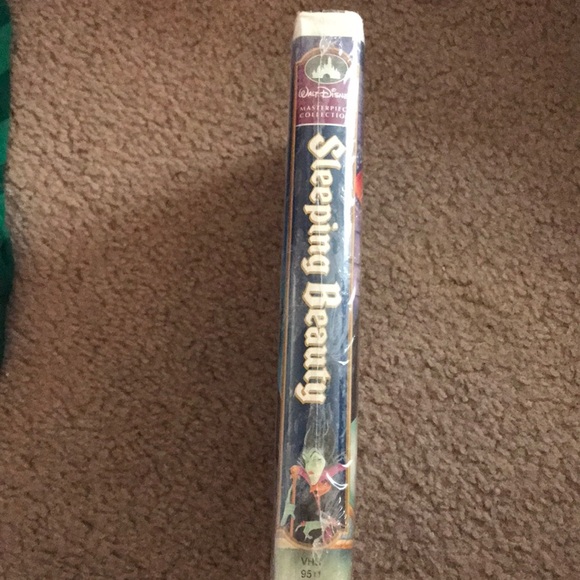 Walt Disney
MASTERPIECE
COLLECTION
Sleeping Beauty
VHS